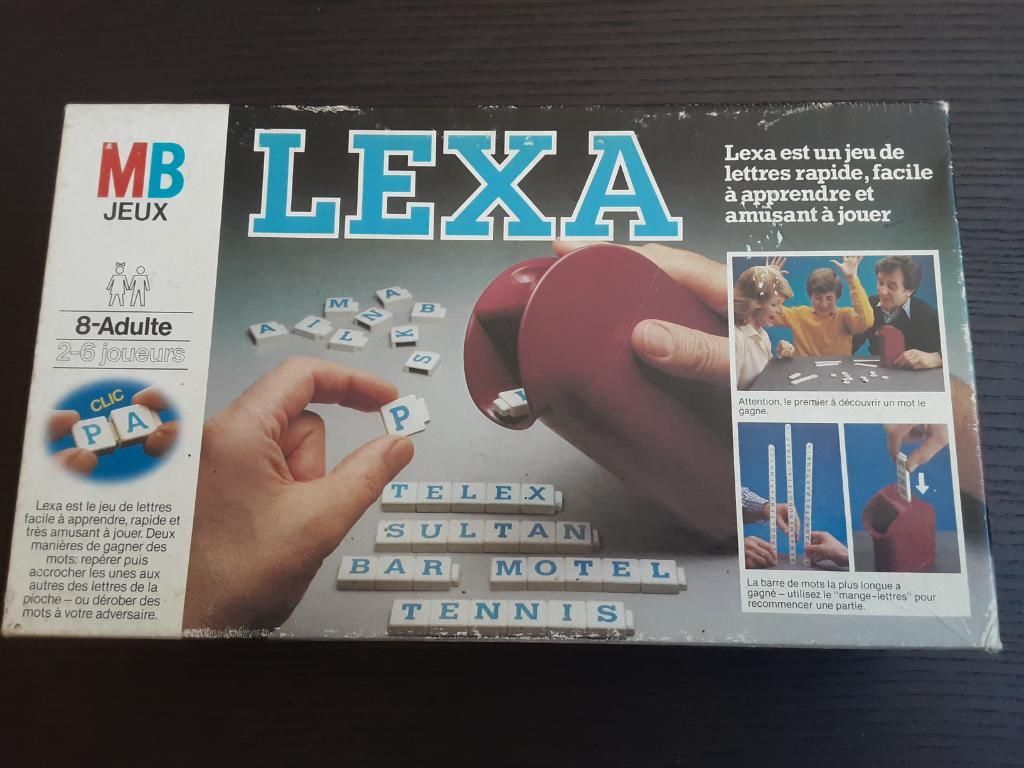 MB
JEUX
8-Adulte
2-6 joueurs
CLIC
P A
Lexa est le jeu de lettres
facile à apprendre, rapide et
très amusant à jouer. Deux
manières de gagner des
mots: repérer puis
accrocher les unes aux
autres des lettres de la
pioche – ou dérober des
mots à votre adversaire.
LEXA
A I L M N A K B S
P
TELEX
SULTAN
BAR MOTEL
TENNIS
Lexa est un jeu de
lettres rapide, facile
à apprendre et
amusant à jouer
Attention, le premier à découvrir un mot le
gagne.
La barre de mots la plus longue a
gagné – utilisez le "mange-lettres" pour
recommencer une partie.